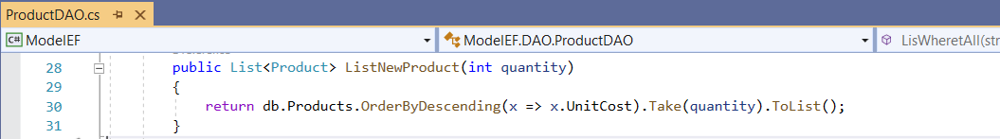 ProductDAO.cs
C# ModelEF ModelEF.DAO.ProductDAO LisWheretAll(str
28 public List<Product> ListNewProduct(int quantity)
29 {
30 return db.Products.OrderByDescending(x => x.UnitCost).Take(quantity).ToList();
31 }